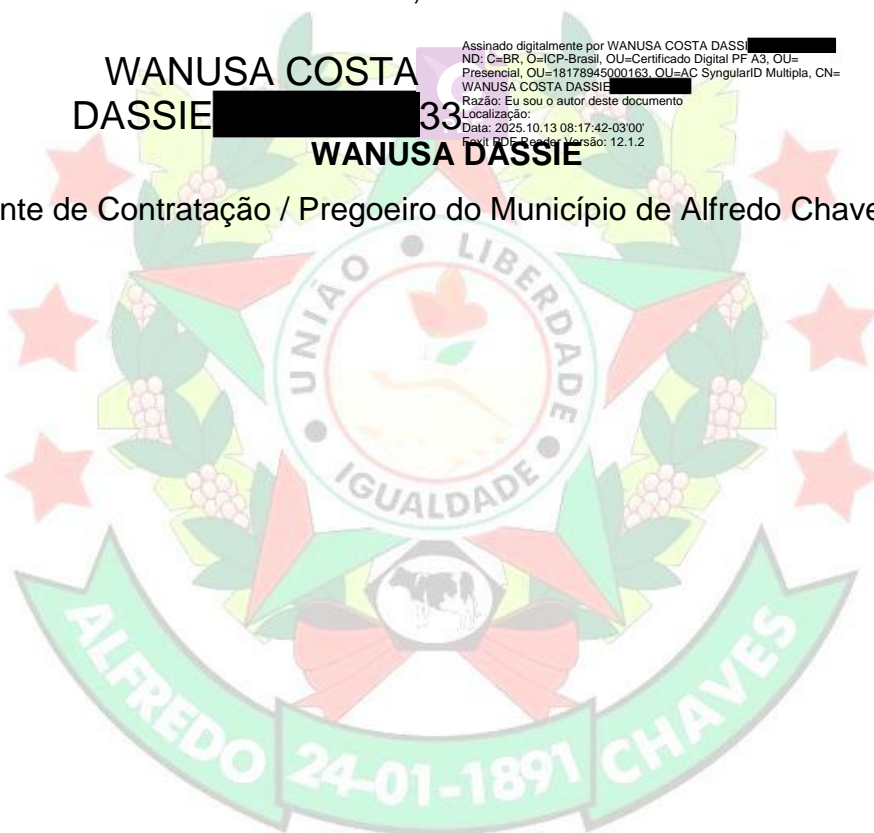 WANUSA COSTA
DASSIE
33
Assinado digitalmente por WANUSA COSTA DASSI
ND: C=BR, O=ICP-Brasil, OU=Certificado Digital PF A3, OU=
Presencial, OU=18178945000163, OU=AC SyngularID Multipla, CN=
WANUSA COSTA DASSIE
Razão: Eu sou o autor deste documento
Localização:
Data: 2025.10.13 08:17:42-03'00'
Foxit PDF Reader Versão: 12.1.2
WANUSA DASSIE
nte de Contratação / Pregoeiro do Município de Alfredo Chave
UNIÃO
LIBERDADE
IGUALDADE
ALFREDO
24-01-1891
CHAVES